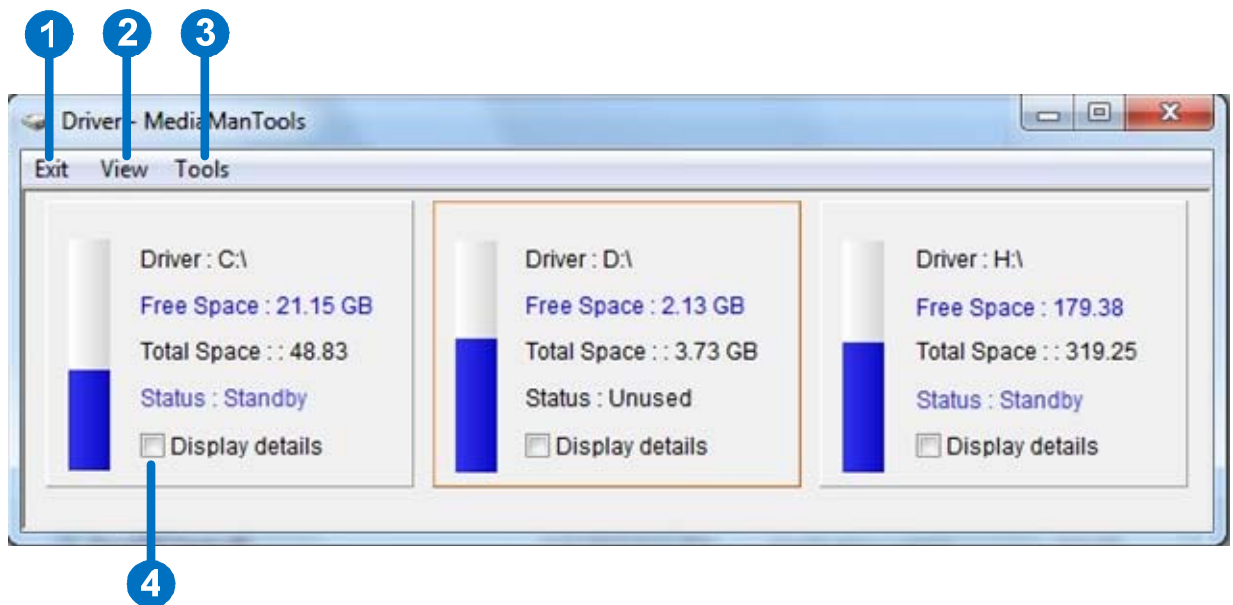 1 2 3
Driver - MediaManTools
Exit View Tools
Driver : C:\
Free Space : 21.15 GB
Total Space : : 48.83
Status : Standby
Display details
Driver : D:\
Free Space : 2.13 GB
Total Space : : 3.73 GB
Status : Unused
Display details
Driver : H:\
Free Space : 179.38
Total Space : : 319.25
Status : Standby
Display details
4